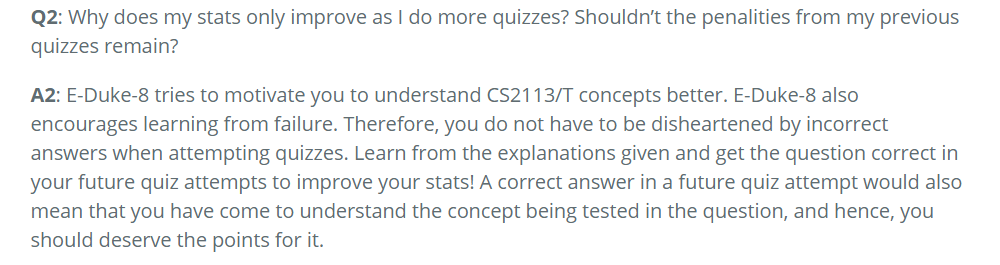 Q2: Why does my stats only improve as I do more quizzes? Shouldn’t the penalities from my previous
quizzes remain?
A2: E-Duke-8 tries to motivate you to understand CS2113/T concepts better. E-Duke-8 also
encourages learning from failure. Therefore, you do not have to be disheartened by incorrect
answers when attempting quizzes. Learn from the explanations given and get the question correct in
your future quiz attempts to improve your stats! A correct answer in a future quiz attempt would also
mean that you have come to understand the concept being tested in the question, and hence, you
should deserve the points for it.